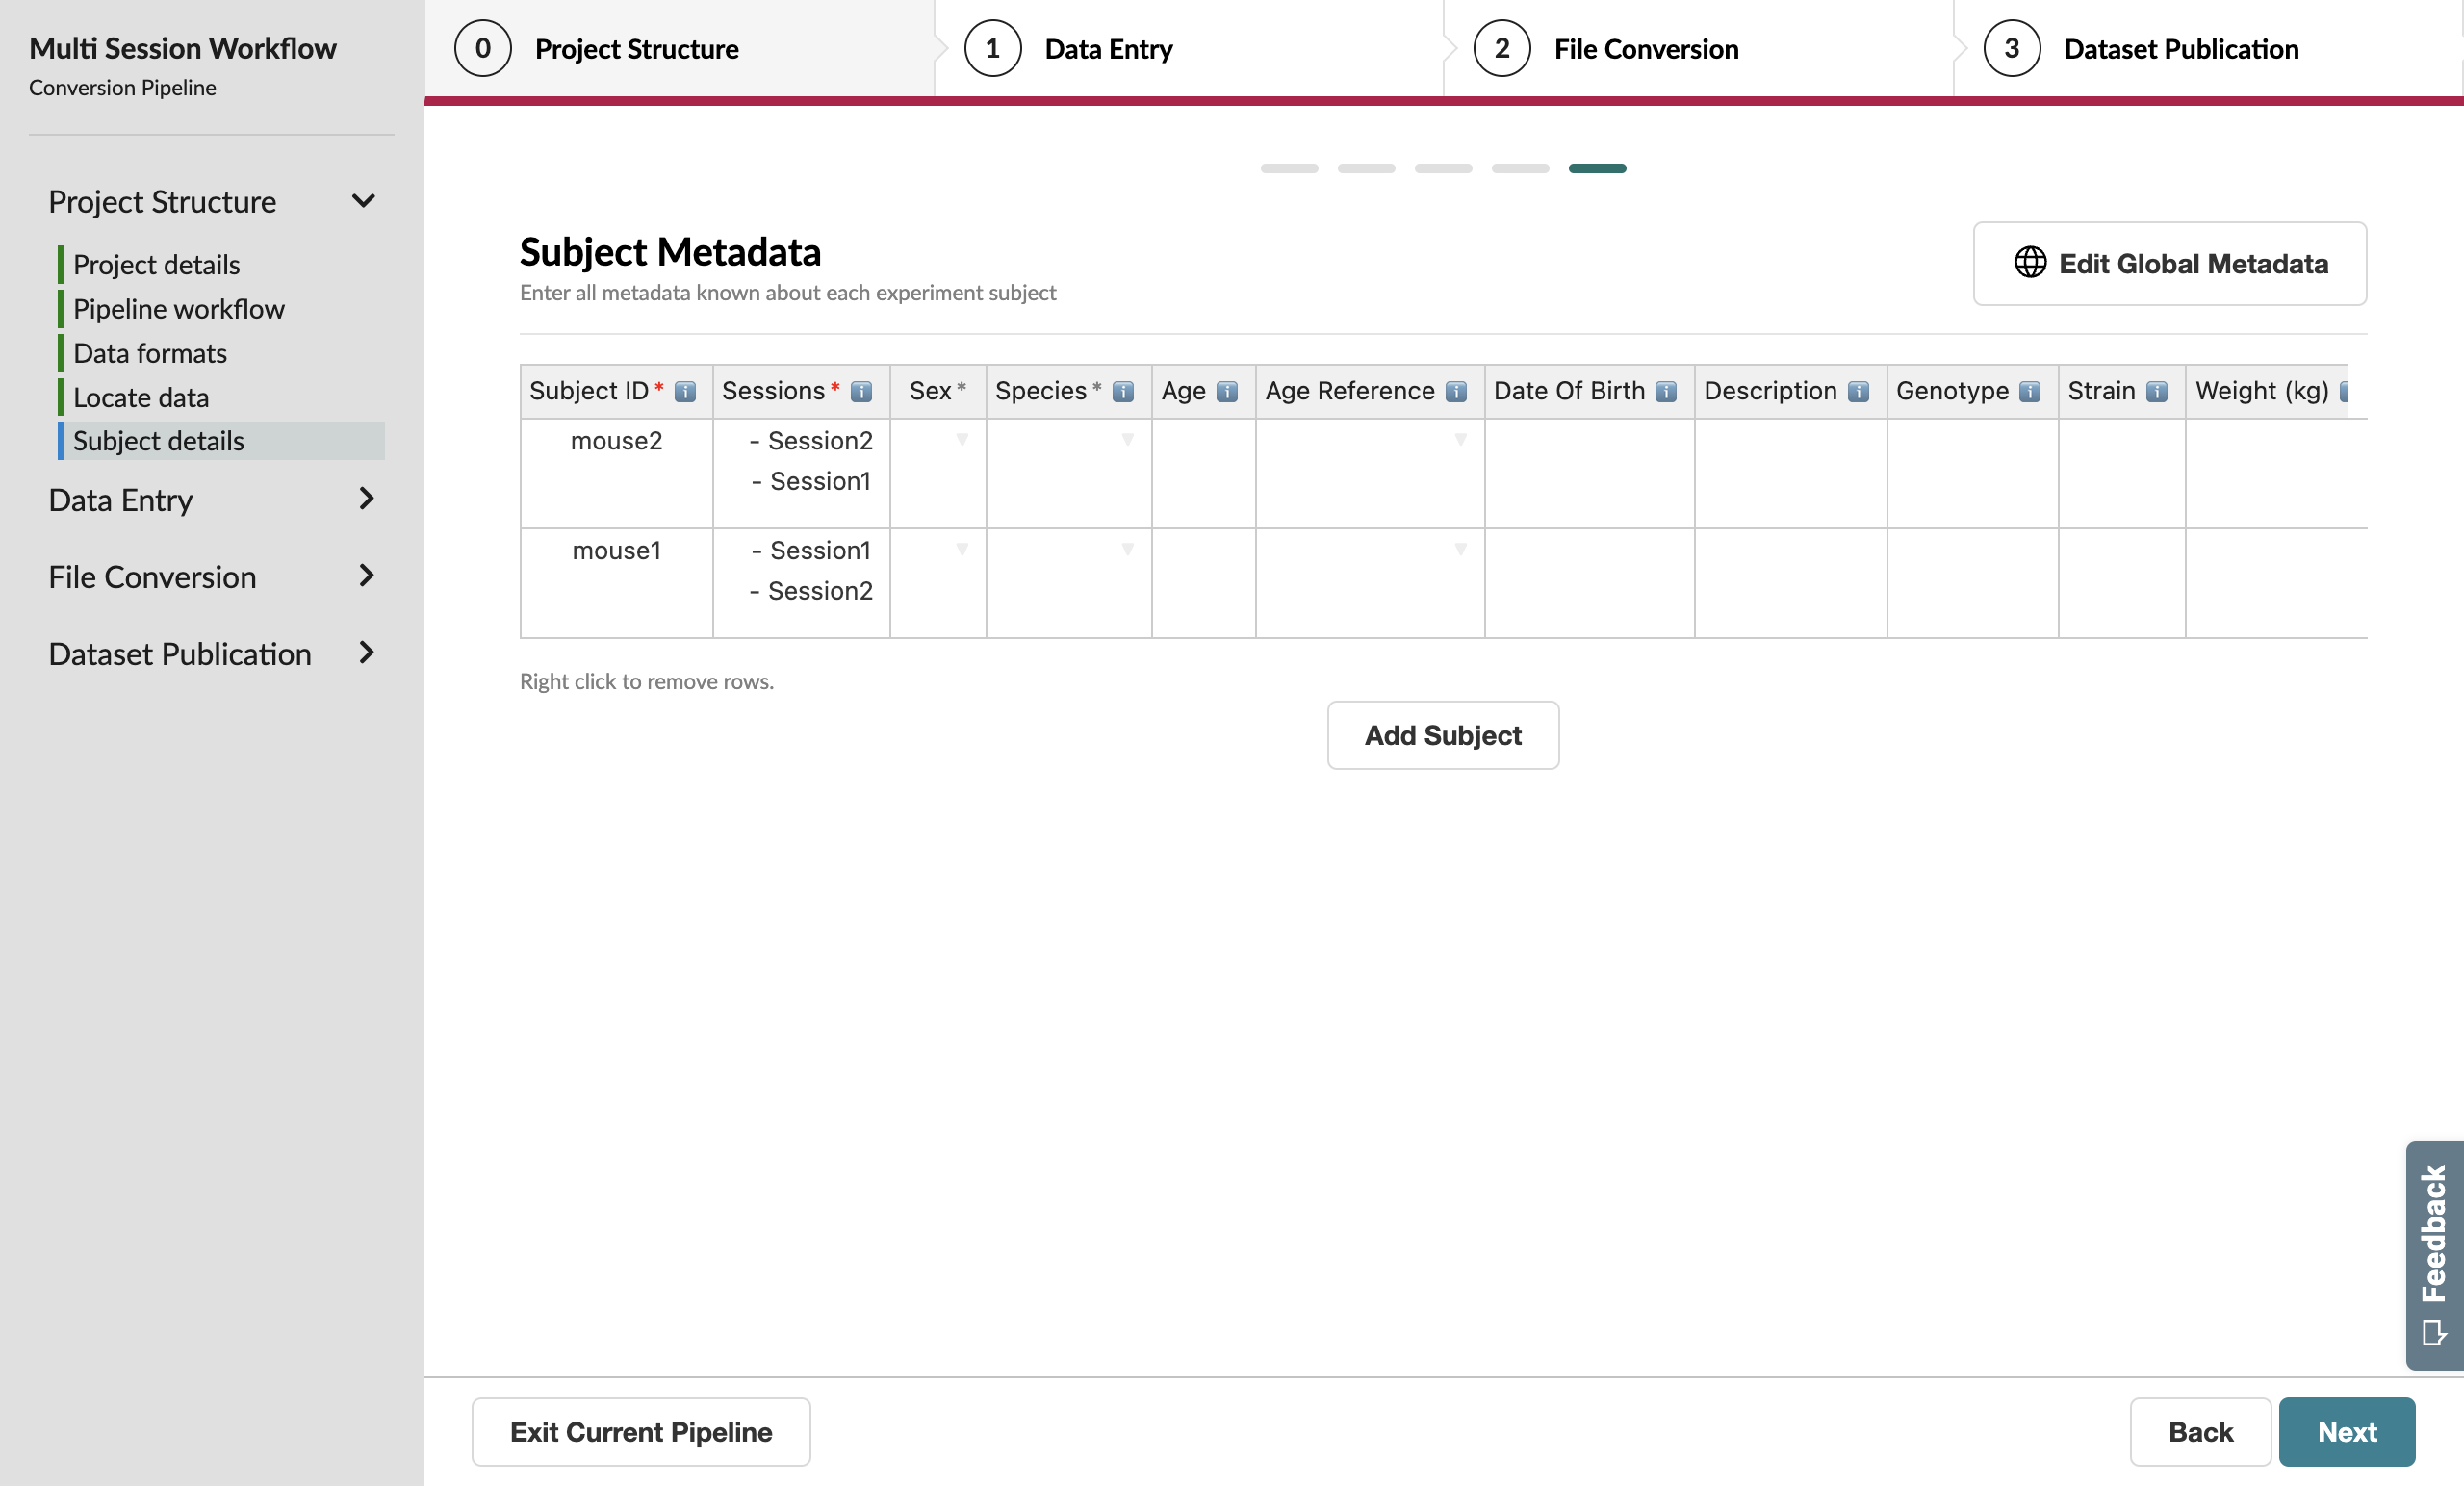 Multi Session Workflow
Conversion Pipeline
Project Structure
Project details
Pipeline workflow
Data formats
Locate data
Subject details
Data Entry
File Conversion
Dataset Publication
0 Project Structure
1 Data Entry
2 File Conversion
3 Dataset Publication
Subject Metadata
Enter all metadata known about each experiment subject
Edit Global Metadata
Subject ID* i Sessions* i Sex* Species* i Age i Age Reference i Date Of Birth i Description i Genotype i Strain i Weight (kg)
mouse2 - Session2
- Session1
mouse1 - Session1
- Session2
Right click to remove rows.
Add Subject
Feedback
Exit Current Pipeline
Back
Next